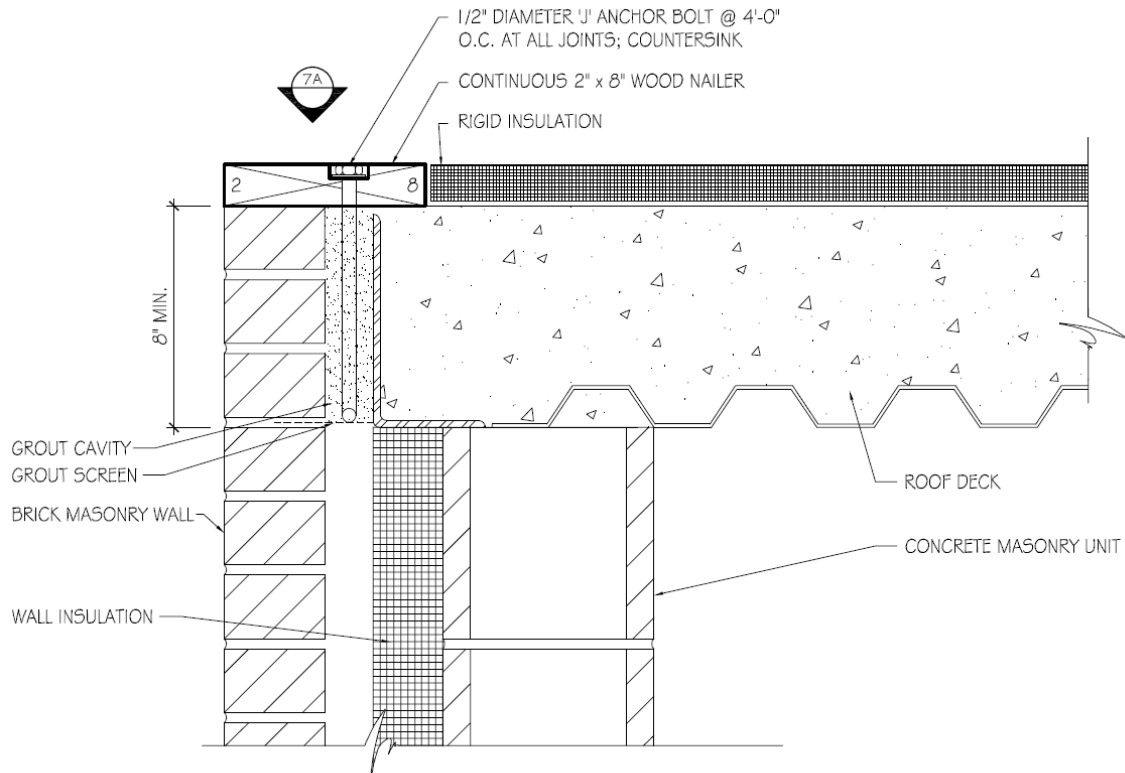 1/2" DIAMETER 'J' ANCHOR BOLT @ 4'-0"
O.C. AT ALL JOINTS; COUNTERSINK
7A
CONTINUOUS 2" x 8" WOOD NAILER
RIGID INSULATION
2
8
8" MIN.
GROUT CAVITY
GROUT SCREEN
ROOF DECK
BRICK MASONRY WALL
CONCRETE MASONRY UNIT
WALL INSULATION